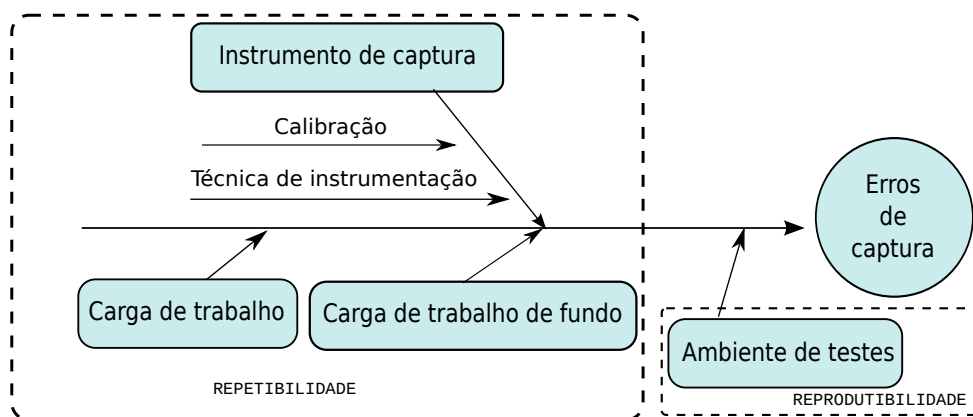 Instrumento de captura
Calibração
Técnica de instrumentação
Erros
de
captura
Carga de trabalho
Carga de trabalho de fundo
Ambiente de testes
REPETIBILIDADE
REPRODUTIBILIDADE